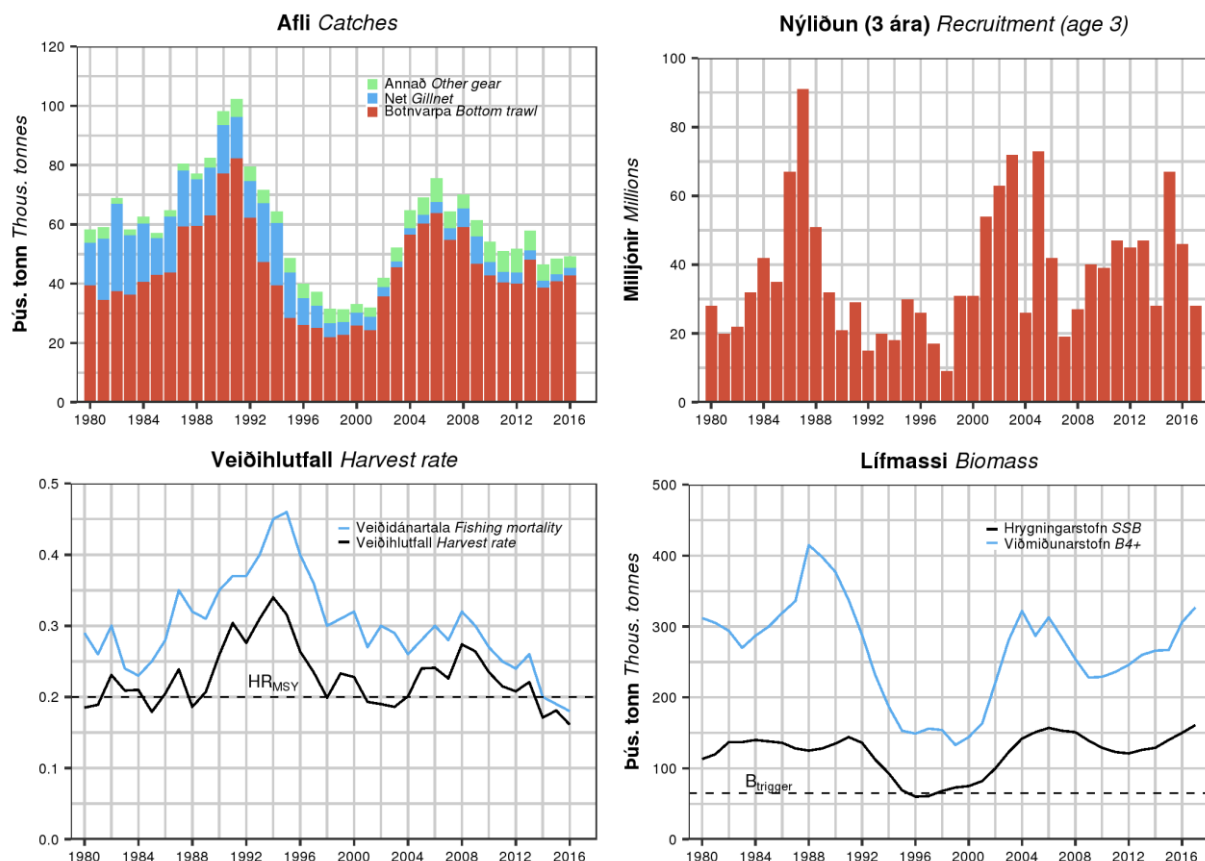 Afli Catches
Þús. tonn Thous. tonnes
120
100
80
60
40
20
0
Annað Other gear
Net Gillnet
Botnvarpa Bottom trawl
1980 1984 1988 1992 1996 2000 2004 2008 2012 2016
Nýliðun (3 ára) Recruitment (age 3)
Milljónir Millions
100
80
60
40
20
0
1980 1984 1988 1992 1996 2000 2004 2008 2012 2016
Veiðihlutfall Harvest rate
0.5
0.4
0.3
0.2
0.1
0.0
Veiðidánartala Fishing mortality
Veiðihlutfall Harvest rate
HRMSY
1980 1984 1988 1992 1996 2000 2004 2008 2012 2016
Lífmassi Biomass
Þús. tonn Thous. tonnes
500
400
300
200
100
0
Hrygningarstofn SSB
Viðmiðunarstofn B4+
Btrigger
1980 1984 1988 1992 1996 2000 2004 2008 2012 2016